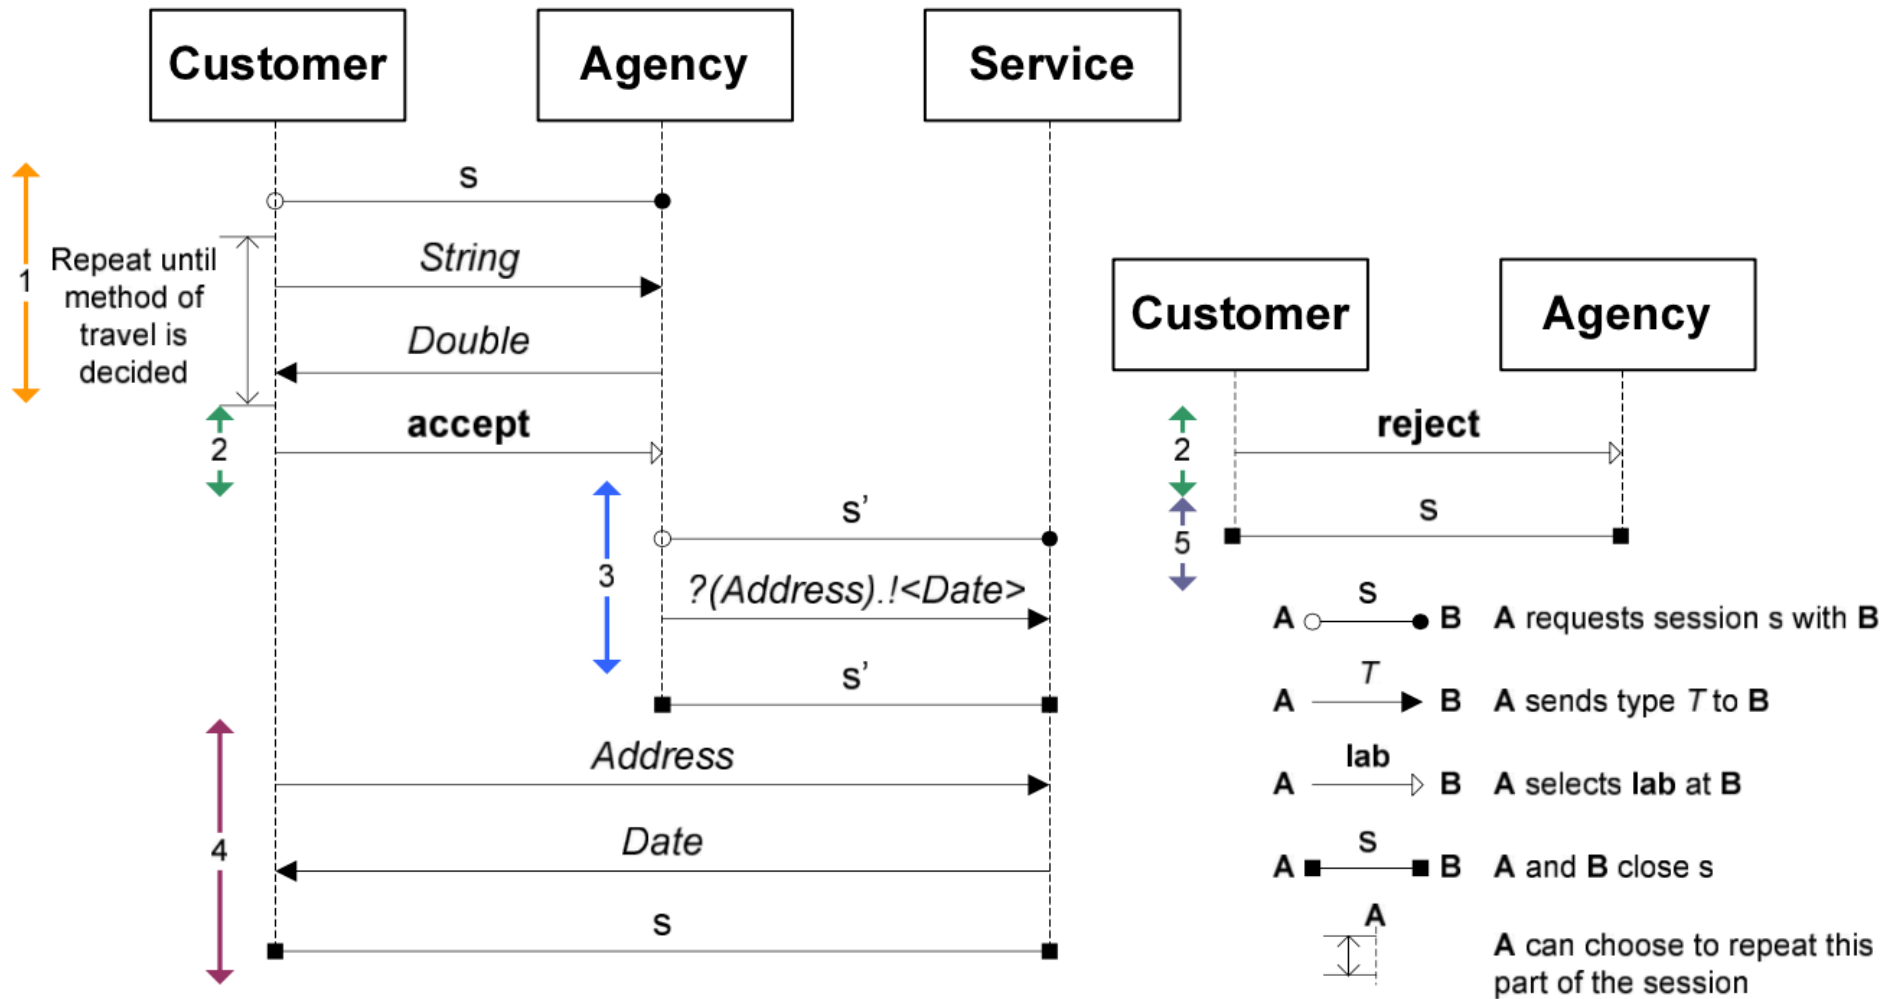 Customer
Agency
Service
s
1
Repeat until
method of
travel is
decided
String
Double
2
accept
s’
3
?(Address).!<Date>
s’
4
Address
Date
s
Customer
Agency
2
reject
5
s
s
A B A requests session s with B
T
A B A sends type T to B
lab
A B A selects lab at B
s
A B A and B close s
A
A can choose to repeat this
part of the session